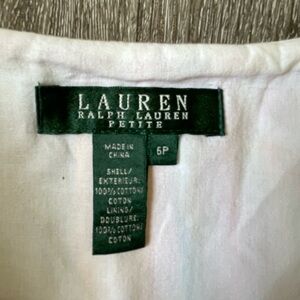 LAUREN
RALPH LAUREN
PETITE
MADE IN
CHINA
6P
SHELL/
EXTERIEUR:
100% COTTON/
COTON
LINING/
DOUBLURE:
100% COTTON/
COTON